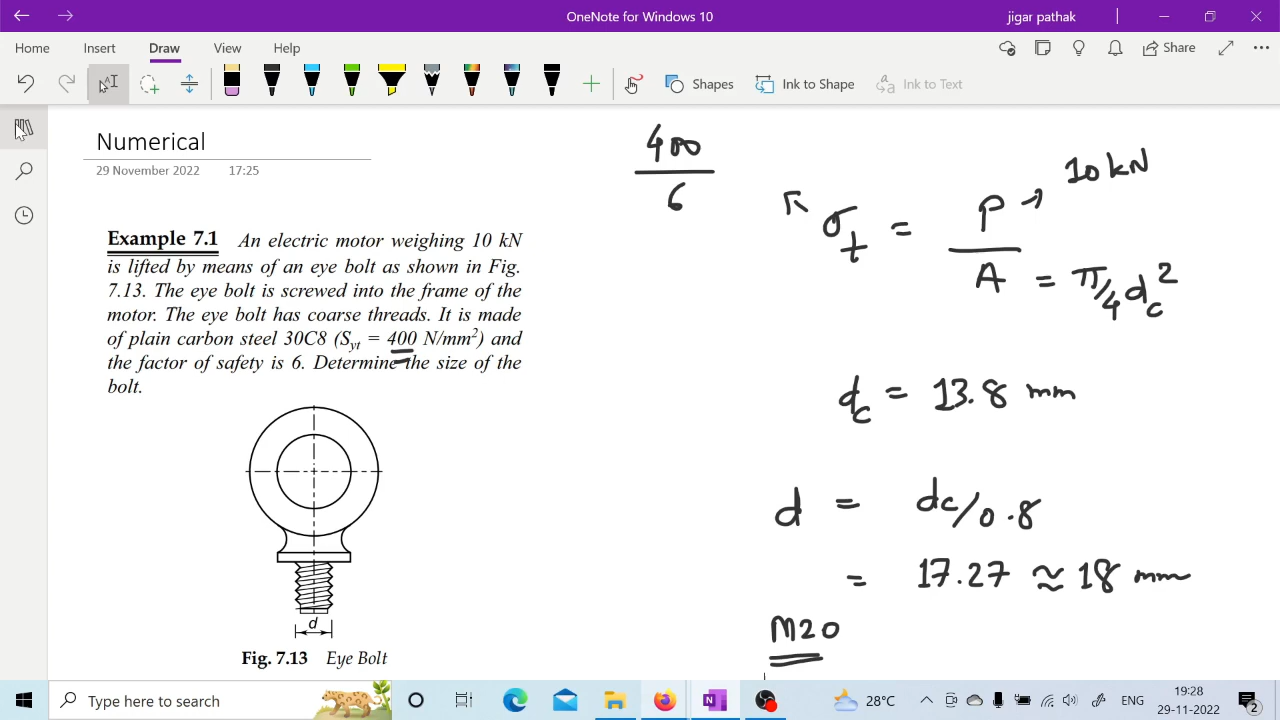 OneNote for Windows 10
jigar pathak
Home Insert Draw View Help
Share
Shapes Ink to Shape Ink to Text
Numerical
29 November 2022 17:25
Example 7.1 An electric motor weighing 10 kN
is lifted by means of an eye bolt as shown in Fig.
7.13. The eye bolt is screwed into the frame of the
motor. The eye bolt has coarse threads. It is made
of plain carbon steel 30C8 (Syt = 400 N/mm²) and
the factor of safety is 6. Determine the size of the
bolt.
d
Fig. 7.13 Eye Bolt
400
6
σt = P → 10 kN
A = π/4 dc²
dc = 13.8 mm
d = dc/0.8
= 17.27 ≈ 18 mm
M20
Type here to search
28°C
ENG
19:28
29-11-2022
2